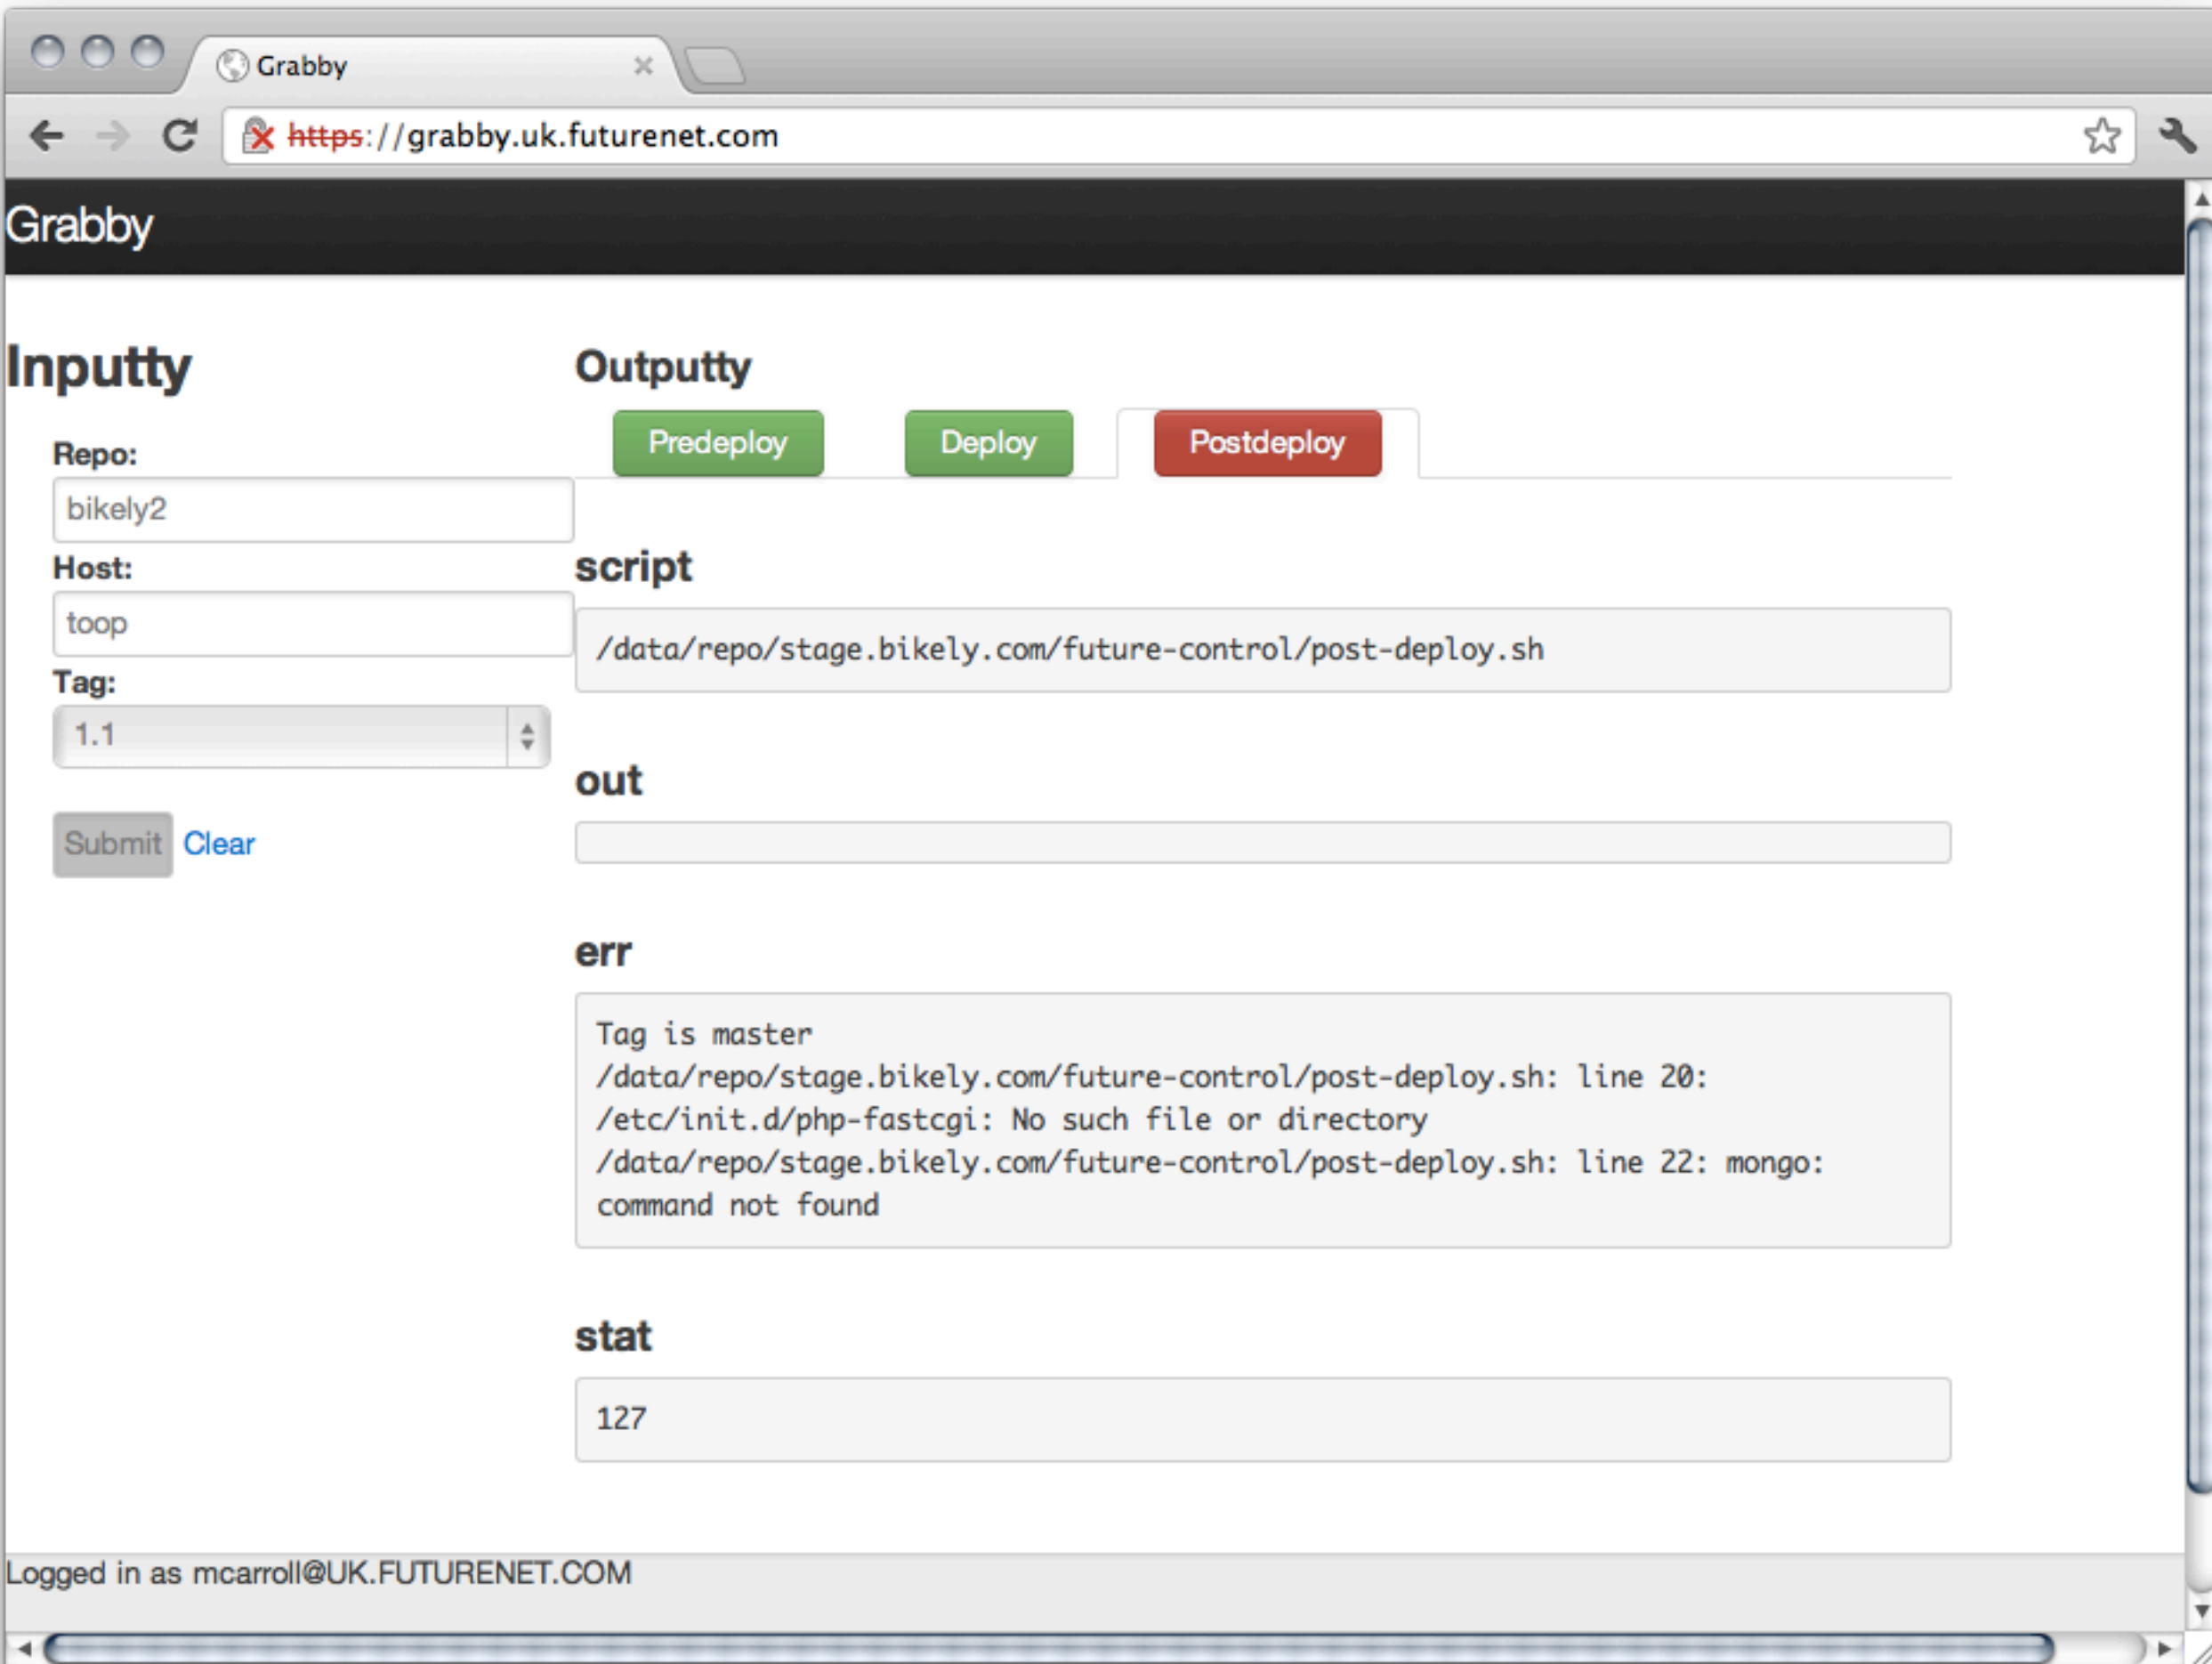 Grabby
https://grabby.uk.futurenet.com
Grabby
Inputty
Repo:
bikely2
Host:
toop
Tag:
1.1
Submit Clear
Outputty
Predeploy Deploy Postdeploy
script
/data/repo/stage.bikely.com/future-control/post-deploy.sh
out
err
Tag is master
/data/repo/stage.bikely.com/future-control/post-deploy.sh: line 20:
/etc/init.d/php-fastcgi: No such file or directory
/data/repo/stage.bikely.com/future-control/post-deploy.sh: line 22: mongo:
command not found
stat
127
Logged in as mcarroll@UK.FUTURENET.COM